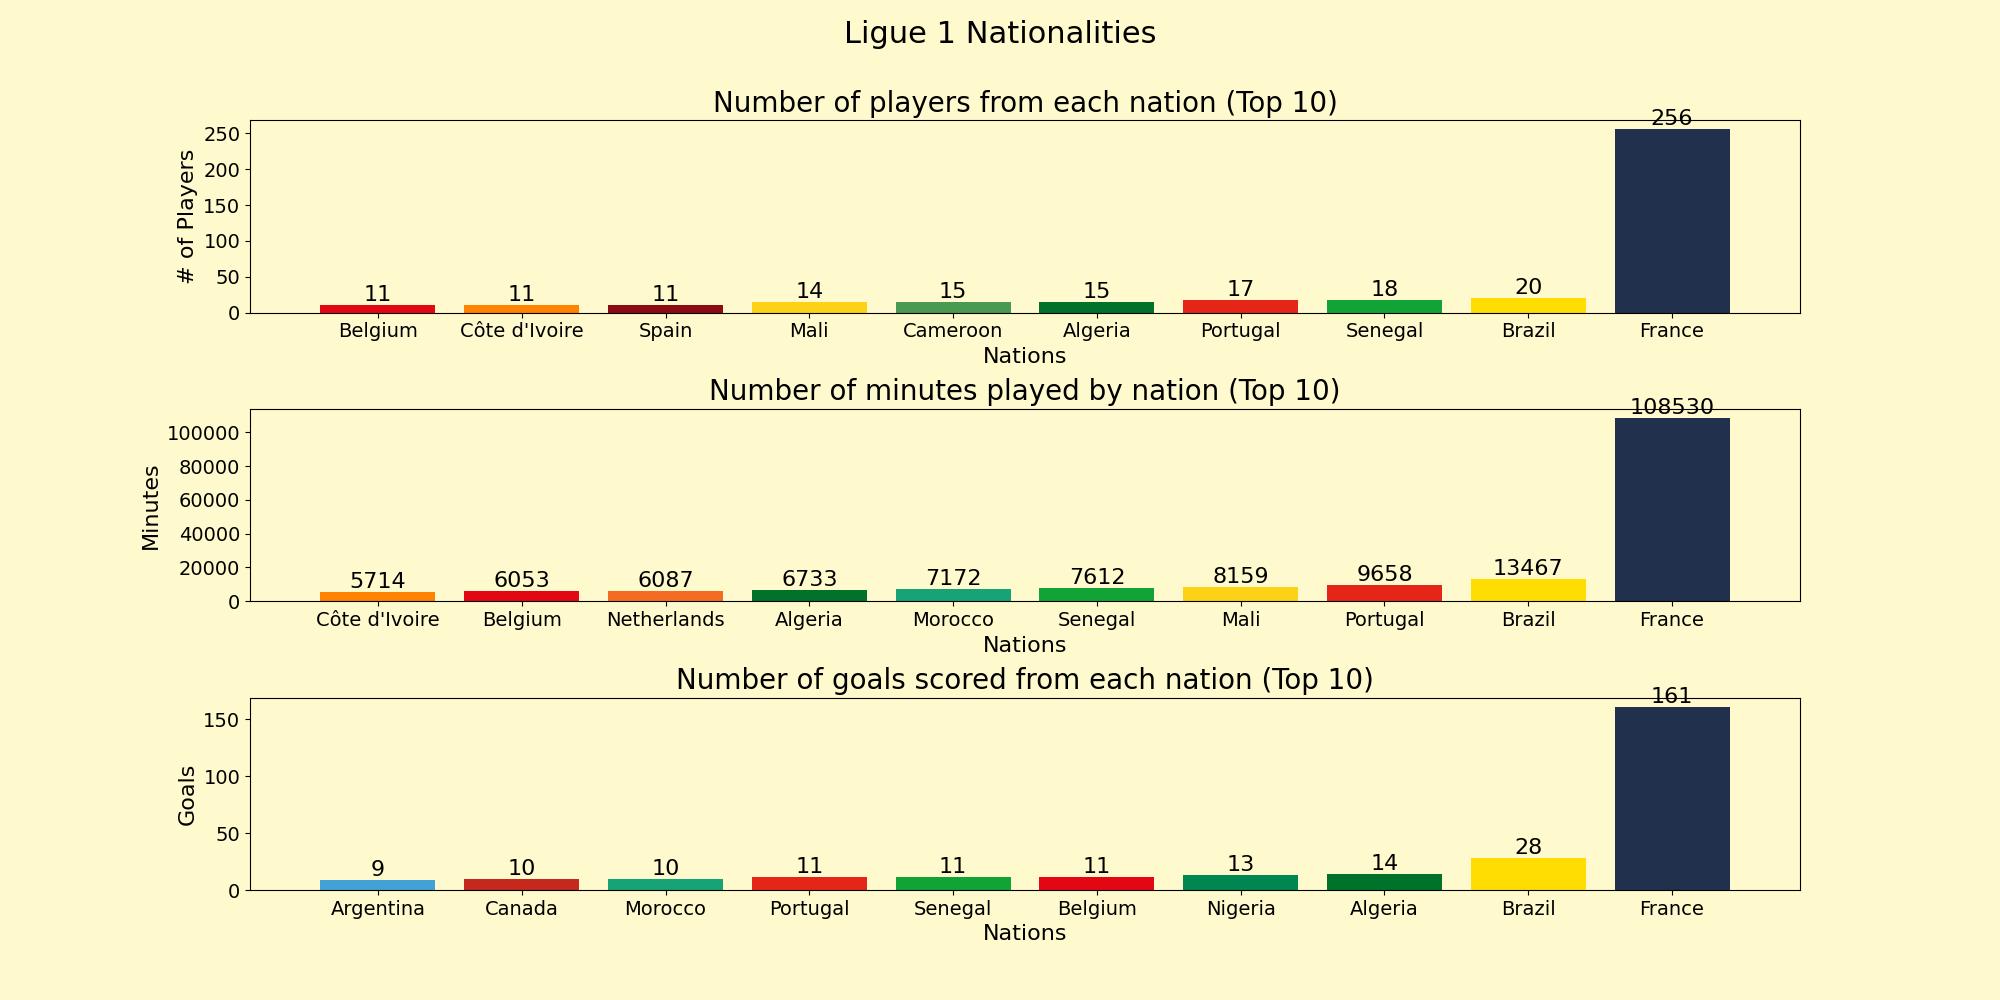 Ligue 1 Nationalities
Number of players from each nation (Top 10)
256
250
200
150
100
50
0
# of Players
11 11 11 14 15 15 17 18 20
Belgium Côte d'Ivoire Spain Mali Cameroon Algeria Portugal Senegal Brazil France
Nations
Number of minutes played by nation (Top 10)
108530
100000
80000
60000
40000
20000
0
Minutes
5714 6053 6087 6733 7172 7612 8159 9658 13467
Côte d'Ivoire Belgium Netherlands Algeria Morocco Senegal Mali Portugal Brazil France
Nations
Number of goals scored from each nation (Top 10)
161
150
100
50
0
Goals
9 10 10 11 11 11 13 14 28
Argentina Canada Morocco Portugal Senegal Belgium Nigeria Algeria Brazil France
Nations